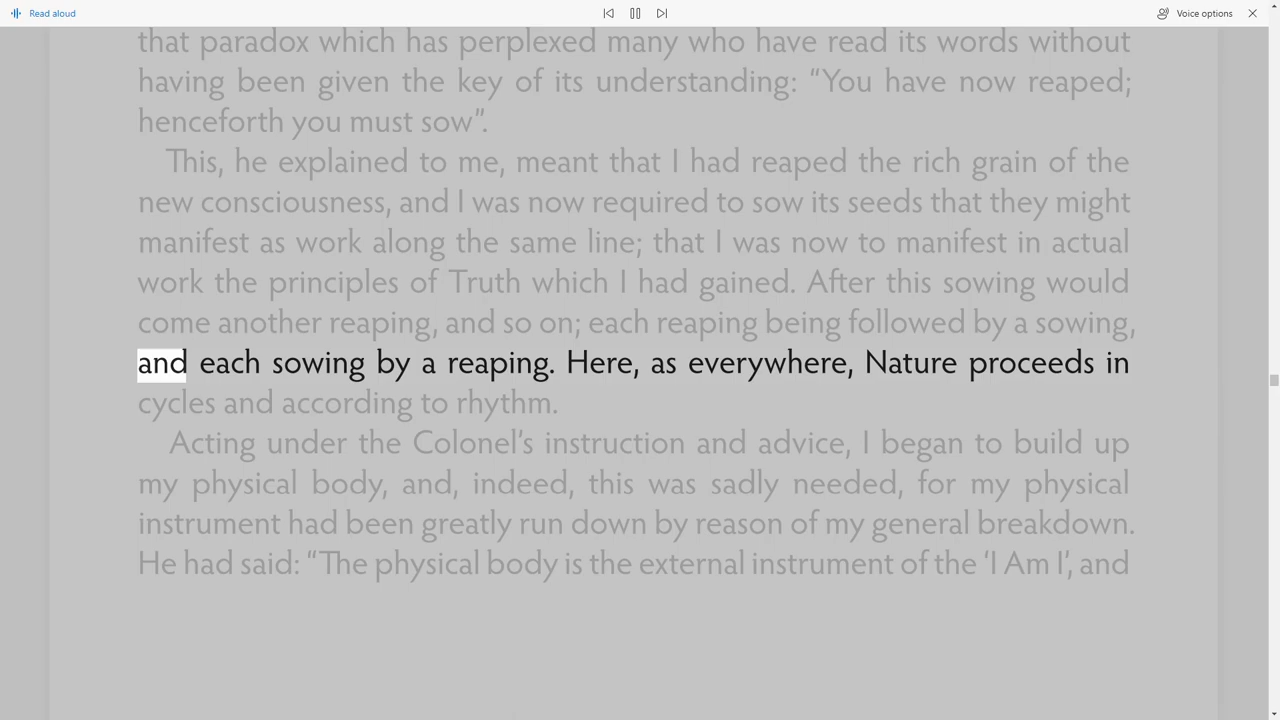 Read aloud
Voice options
that paradox which has perplexed many who have read its words without
having been given the key of its understanding: “You have now reaped;
henceforth you must sow”.
This, he explained to me, meant that I had reaped the rich grain of the
new consciousness, and I was now required to sow its seeds that they might
manifest as work along the same line; that I was now to manifest in actual
work the principles of Truth which I had gained. After this sowing would
come another reaping, and so on; each reaping being followed by a sowing,
and each sowing by a reaping. Here, as everywhere, Nature proceeds in
cycles and according to rhythm.
Acting under the Colonel’s instruction and advice, I began to build up
my physical body, and, indeed, this was sadly needed, for my physical
instrument had been greatly run down by reason of my general breakdown.
He had said: “The physical body is the external instrument of the ‘I Am I’, and